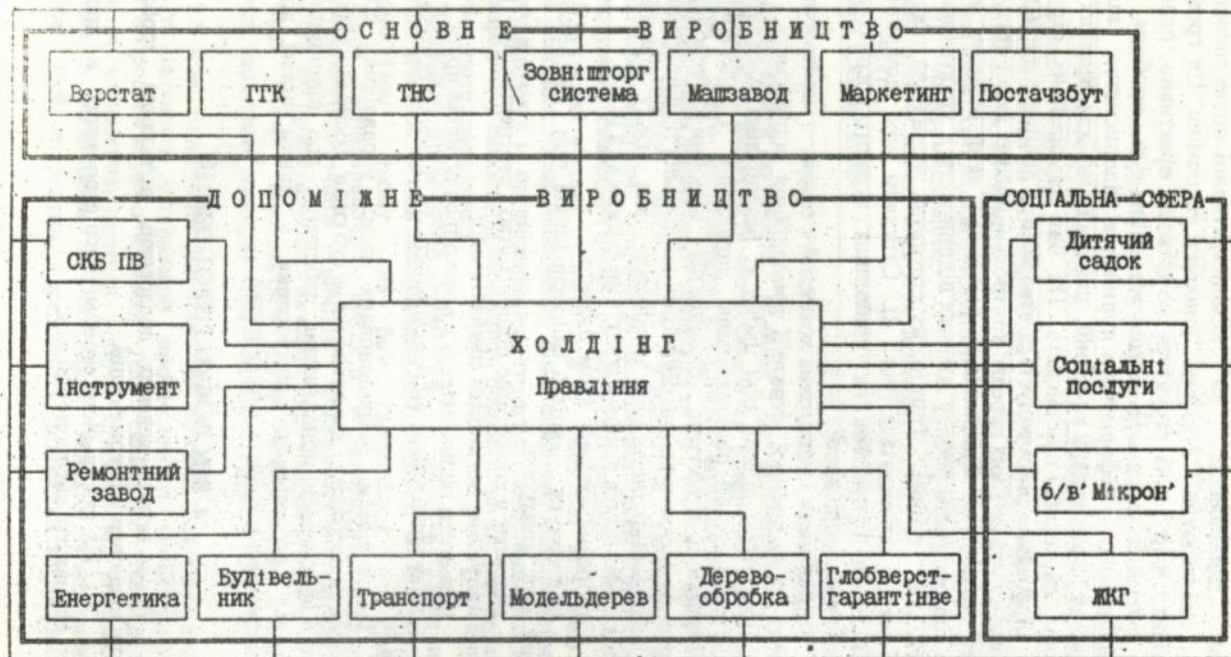 ОСНОВНЕ ВИРОБНИЦТВО
Верстат
ГТК
ТНС
Зовнішторг
система
Машзавод
Маркетинг
Постачзбут
ДОПОМІЖНЕ ВИРОБНИЦТВО
СОЦІАЛЬНА СФЕРА
СКБ ПВ
Інструмент
Ремонтний
завод
ХОЛДІНГ
Правління
Дитячий
садок
Соціальні
послуги
б/в'Мікрон'
Енергетика
Будівель-
ник
Транспорт
Модельдерев
Дерево-
обробка
Глобверст-
гарантінве
ЖКГ